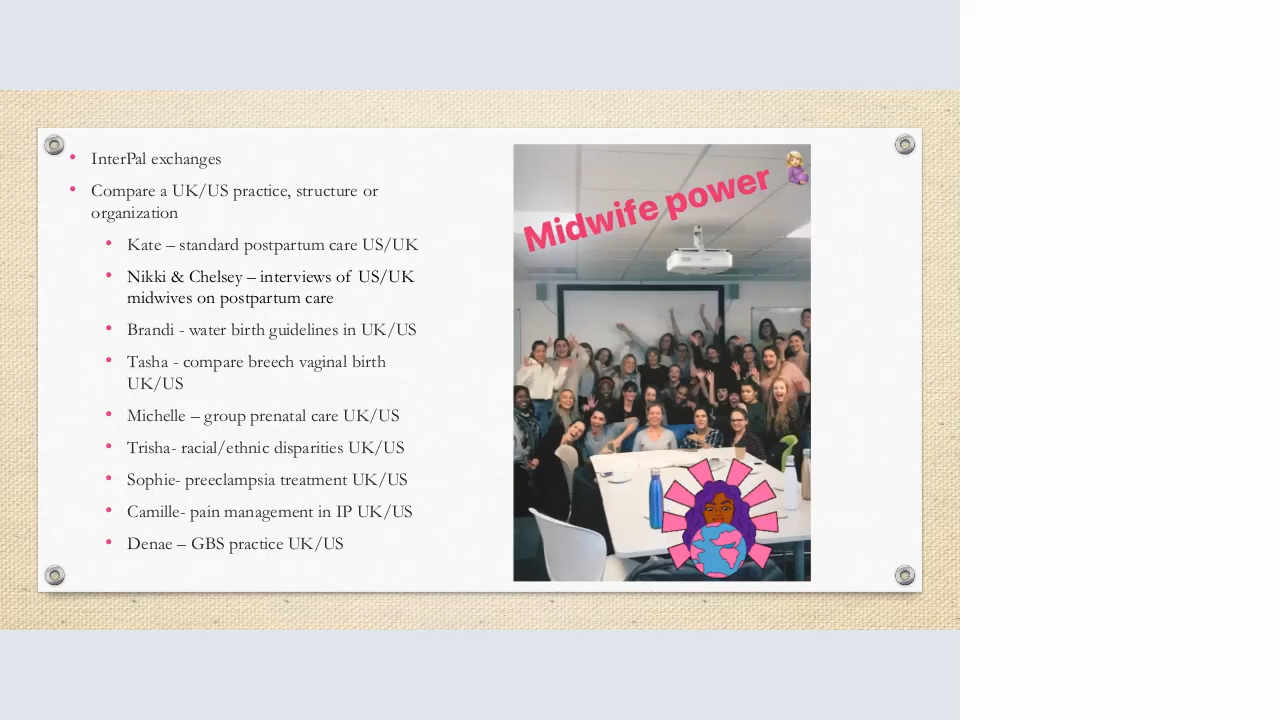 InterPal exchanges
Compare a UK/US practice, structure or
organization
Kate – standard postpartum care US/UK
Nikki & Chelsey – interviews of US/UK
midwives on postpartum care
Brandi - water birth guidelines in UK/US
Tasha - compare breech vaginal birth
UK/US
Michelle – group prenatal care UK/US
Trisha- racial/ethnic disparities UK/US
Sophie- preeclampsia treatment UK/US
Camille- pain management in IP UK/US
Denae – GBS practice UK/US
Midwife power